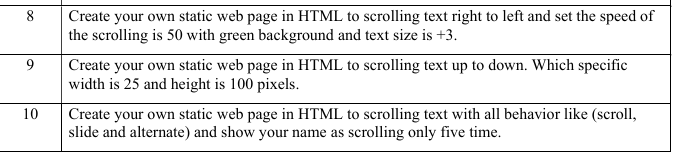 8 Create your own static web page in HTML to scrolling text right to left and set the speed of
the scrolling is 50 with green background and text size is +3.
9 Create your own static web page in HTML to scrolling text up to down. Which specific
width is 25 and height is 100 pixels.
10 Create your own static web page in HTML to scrolling text with all behavior like (scroll,
slide and alternate) and show your name as scrolling only five time.